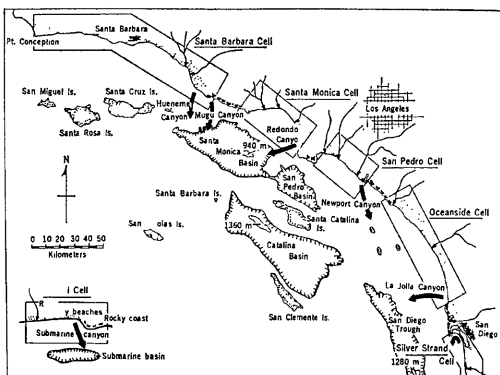 Santa Barbara
Santa Barbara Cell
Pt. Conception
San Miguel Is.
Santa Cruz Is.
Hueneme
Canyon
Mugu Canyon
Santa Monica Cell
Los Angeles
Santa Rosa Is.
Redondo
Canyo
Santa
Monica
Basin
940 m
San Pedro Cell
San
Pedro
Basin
N
Santa Barbara Is.
Newport Canyon
Santa Catalina
Is.
Oceanside Cell
San olas Is.
1360 m
Catalina
Basin
0 10 20 30 40 50
Kilometers
San Clemente Is.
La Jolla Canyon
San Diego
Trough
San
Diego
Silver Strand
Cell
1280 m
i Cell
R
y beaches
Rocky coast
Submarine
canyon
Submarine basin